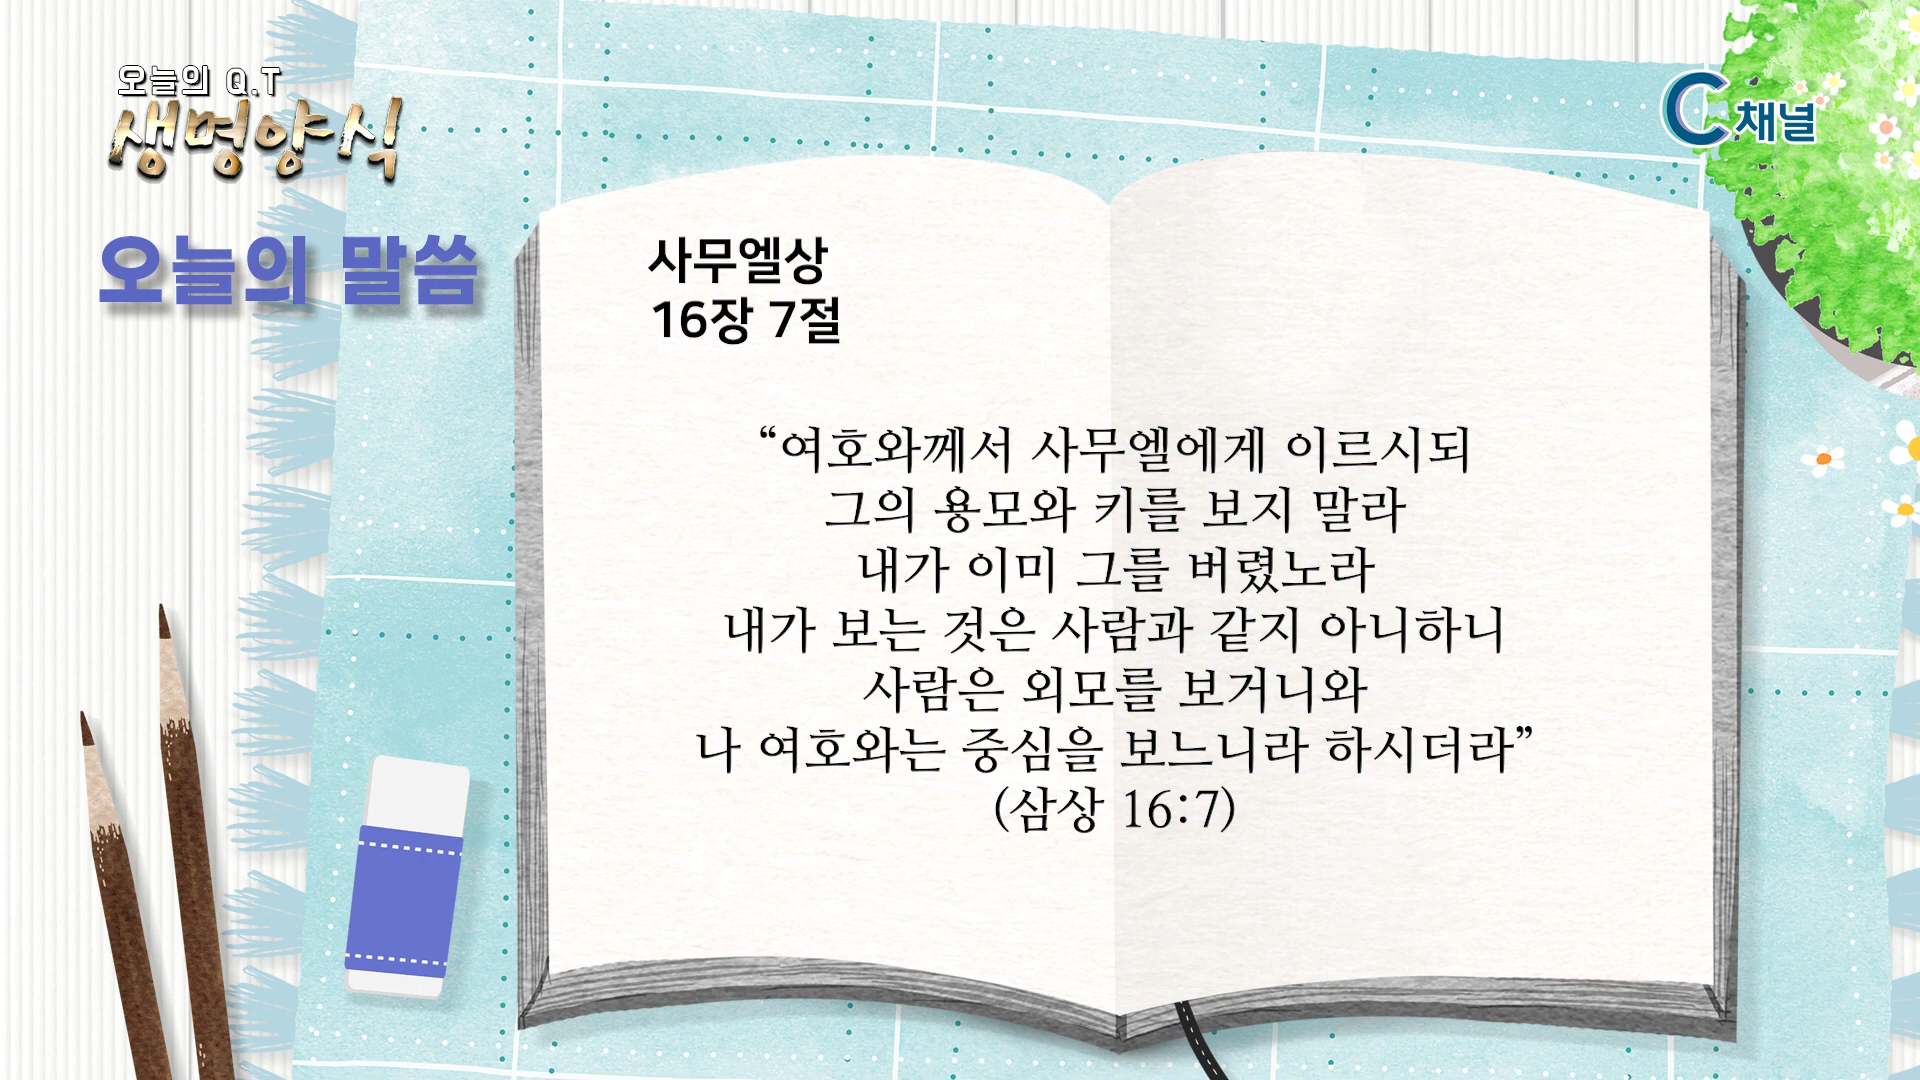 오늘의 Q.T
생명양식
C채널
오늘의 말씀
사무엘상
16장 7절
“여호와께서 사무엘에게 이르시되
그의 용모와 키를 보지 말라
내가 이미 그를 버렸노라
내가 보는 것은 사람과 같지 아니하니
사람은 외모를 보거니와
나 여호와는 중심을 보느니라 하시더라”
(삼상 16:7)